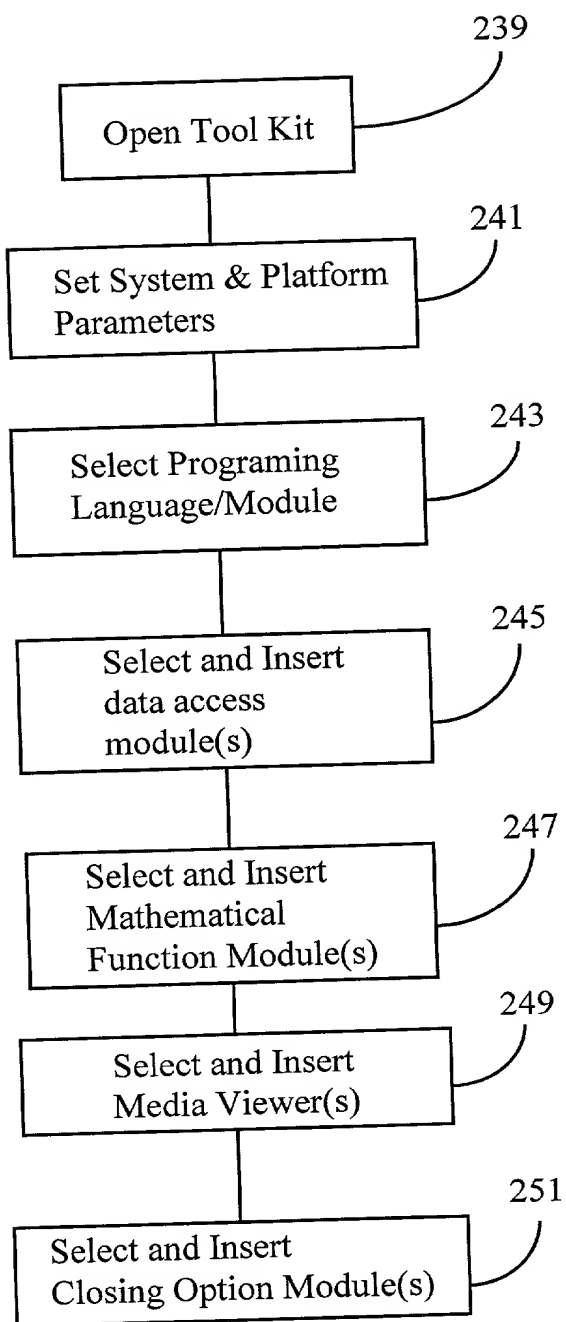 239
Open Tool Kit
241
Set System & Platform
Parameters
243
Select Programing
Language/Module
245
Select and Insert
data access
module(s)
247
Select and Insert
Mathematical
Function Module(s)
249
Select and Insert
Media Viewer(s)
251
Select and Insert
Closing Option Module(s)